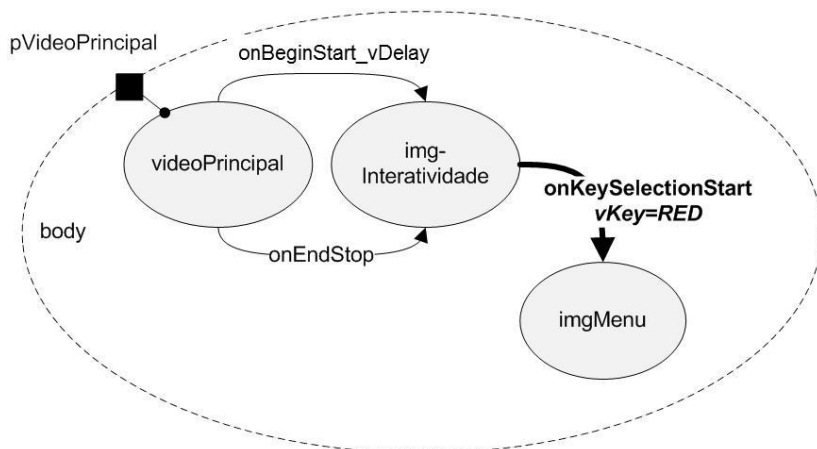 pVideoPrincipal
onBeginStart_vDelay
videoPrincipal
img-
Interatividade
onKeySelectionStart
vKey=RED
body
onEndStop
imgMenu